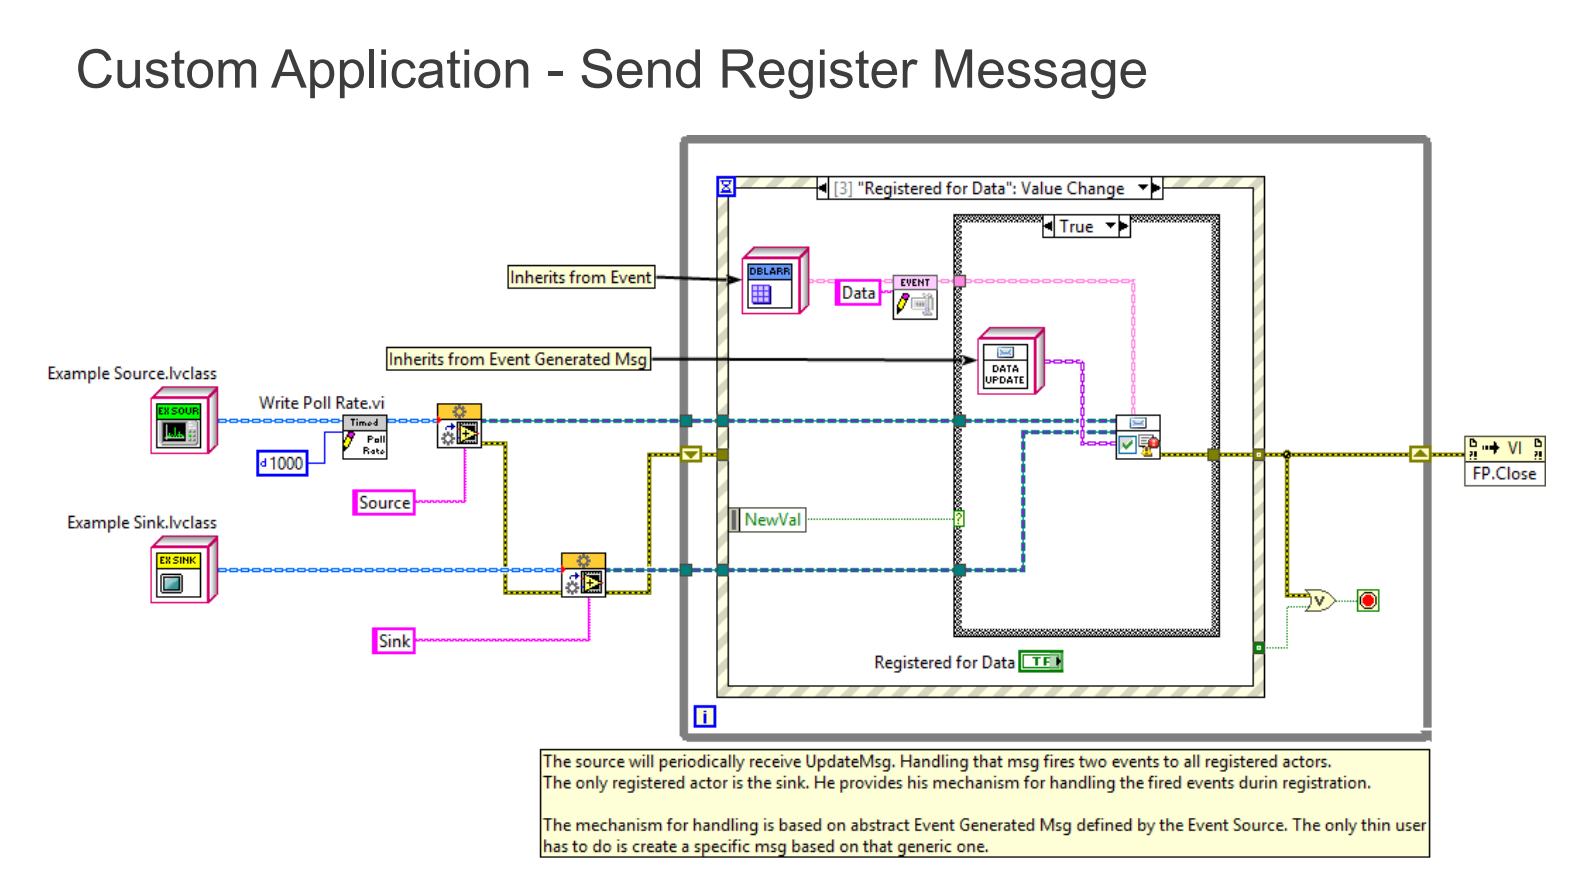 Custom Application - Send Register Message
[3] "Registered for Data": Value Change
True
Inherits from Event
DBLARR
Data
EVENT
Inherits from Event Generated Msg
DATA
UPDATE
Example Source.lvclass
EX SOUR
Write Poll Rate.vi
Timed
Poll
Rate
1000
Source
NewVal
?
VI
FP.Close
Example Sink.lvclass
EX SINK
Sink
V
Registered for Data
TF
i
The source will periodically receive UpdateMsg. Handling that msg fires two events to all registered actors.
The only registered actor is the sink. He provides his mechanism for handling the fired events durin registration.
The mechanism for handling is based on abstract Event Generated Msg defined by the Event Source. The only thin user
has to do is create a specific msg based on that generic one.